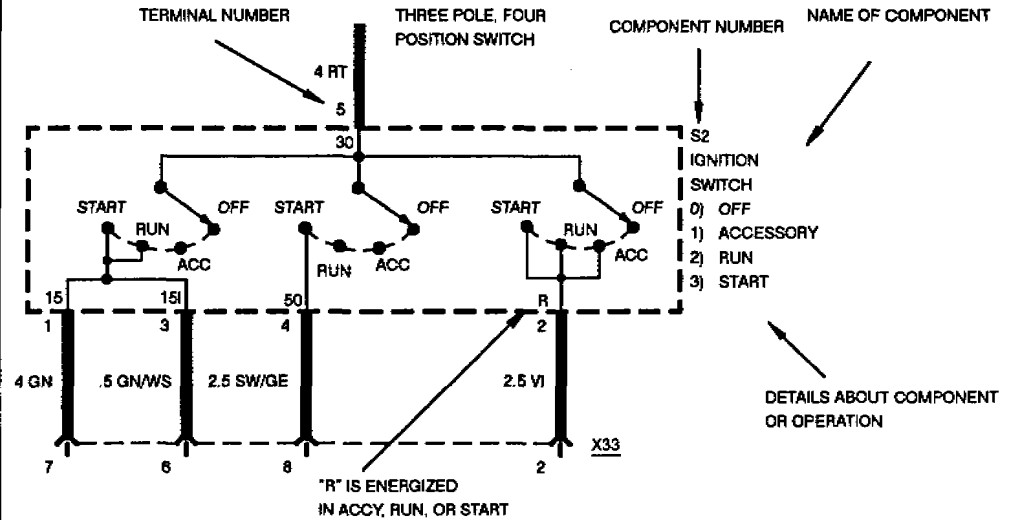 TERMINAL NUMBER
THREE POLE, FOUR
POSITION SWITCH
COMPONENT NUMBER
NAME OF COMPONENT
4 RT
5
30
S2
IGNITION
SWITCH
0) OFF
1) ACCESSORY
2) RUN
3) START
START
OFF
RUN
ACC
START
OFF
RUN
ACC
START
OFF
RUN
ACC
15
15I
50
R
1
3
4
2
4 GN
.5 GN/WS
2.5 SW/GE
2.5 VI
DETAILS ABOUT COMPONENT
OR OPERATION
X33
7
6
8
2
"R" IS ENERGIZED
IN ACCY, RUN, OR START